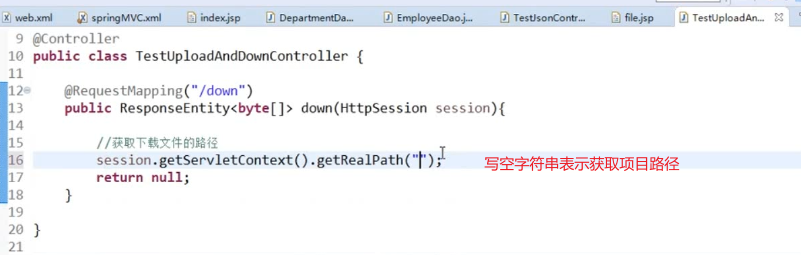 web.xml springMVC.xml index.jsp DepartmentDa... EmployeeDao.j... TestJsonContr... file.jsp TestUploadAn...
9 @Controller
10 public class TestUploadAndDownController {
11
12 @RequestMapping("/down")
13 public ResponseEntity<byte[]> down(HttpSession session){
14
15 //获取下载文件的路径
16 session.getServletContext().getRealPath(""); 写空字符串表示获取项目路径
17 return null;
18 }
19
20 }
21